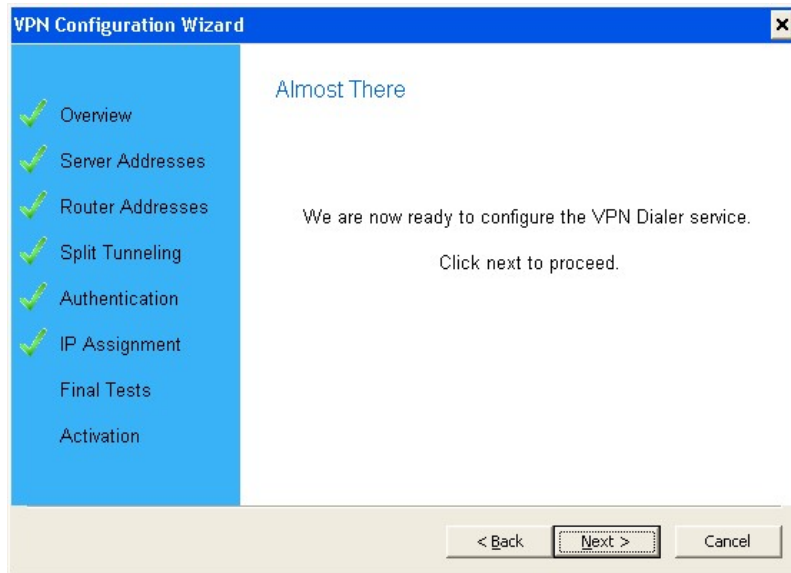 VPN Configuration Wizard
Overview
Server Addresses
Router Addresses
Split Tunneling
Authentication
IP Assignment
Final Tests
Activation
Almost There
We are now ready to configure the VPN Dialer service.
Click next to proceed.
< Back
Next >
Cancel